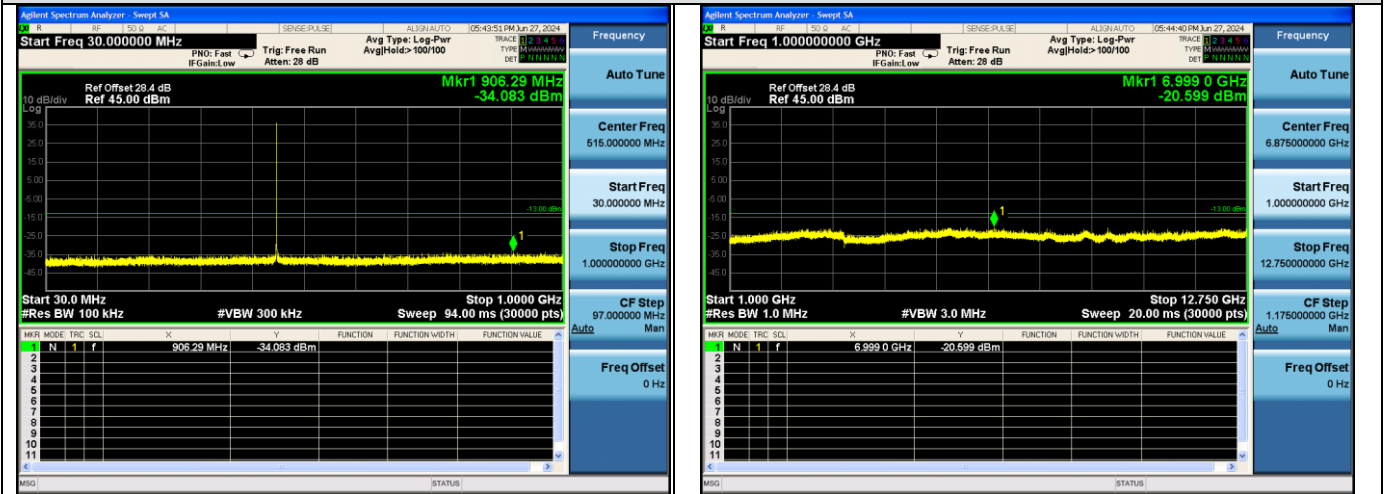 Agilent Spectrum Analyzer - Swept SA
R RF 50 Ω AC SENSE:PULSE ALIGN AUTO 05:43:51 PM Jun 27, 2024
Start Freq 30.000000 MHz
PNO: Fast
IFGain:Low
Trig: Free Run
Atten: 28 dB
Avg Type: Log-Pwr
Avg|Hold:>100/100
TRACE 1 2 3 4 5 6
TYPE M
DET P N N N N N
Frequency
Auto Tune
Center Freq
515.000000 MHz
Start Freq
30.000000 MHz
Stop Freq
1.000000000 GHz
CF Step
97.000000 MHz
Auto Man
Freq Offset
0 Hz
Mkr1 906.29 MHz
-34.083 dBm
Ref Offset 28.4 dB
10 dB/div Ref 45.00 dBm
Log
35.0
25.0
15.0
5.00
-5.00
-15.0
-25.0
-35.0
-45.0
-13.00 dBm
1
Start 30.0 MHz Stop 1.0000 GHz
#Res BW 100 kHz #VBW 300 kHz Sweep 94.00 ms (30000 pts)
MKR MODE TRC SCL X Y FUNCTION FUNCTION WIDTH FUNCTION VALUE
1 N 1 f 906.29 MHz -34.083 dBm
2
3
4
5
6
7
8
9
10
11
MSG STATUS
Agilent Spectrum Analyzer - Swept SA
R RF 50 Ω AC SENSE:PULSE ALIGN AUTO 05:44:40 PM Jun 27, 2024
Start Freq 1.000000000 GHz
PNO: Fast
IFGain:Low
Trig: Free Run
Atten: 28 dB
Avg Type: Log-Pwr
Avg|Hold:>100/100
TRACE 1 2 3 4 5 6
TYPE M
DET P N N N N N
Frequency
Auto Tune
Center Freq
6.875000000 GHz
Start Freq
1.000000000 GHz
Stop Freq
12.750000000 GHz
CF Step
1.175000000 GHz
Auto Man
Freq Offset
0 Hz
Mkr1 6.999 0 GHz
-20.599 dBm
Ref Offset 28.4 dB
10 dB/div Ref 45.00 dBm
Log
35.0
25.0
15.0
5.00
-5.00
-15.0
-25.0
-35.0
-45.0
-13.00 dBm
1
Start 1.000 GHz Stop 12.750 GHz
#Res BW 1.0 MHz #VBW 3.0 MHz Sweep 20.00 ms (30000 pts)
MKR MODE TRC SCL X Y FUNCTION FUNCTION WIDTH FUNCTION VALUE
1 N 1 f 6.999 0 GHz -20.599 dBm
2
3
4
5
6
7
8
9
10
11
MSG STATUS